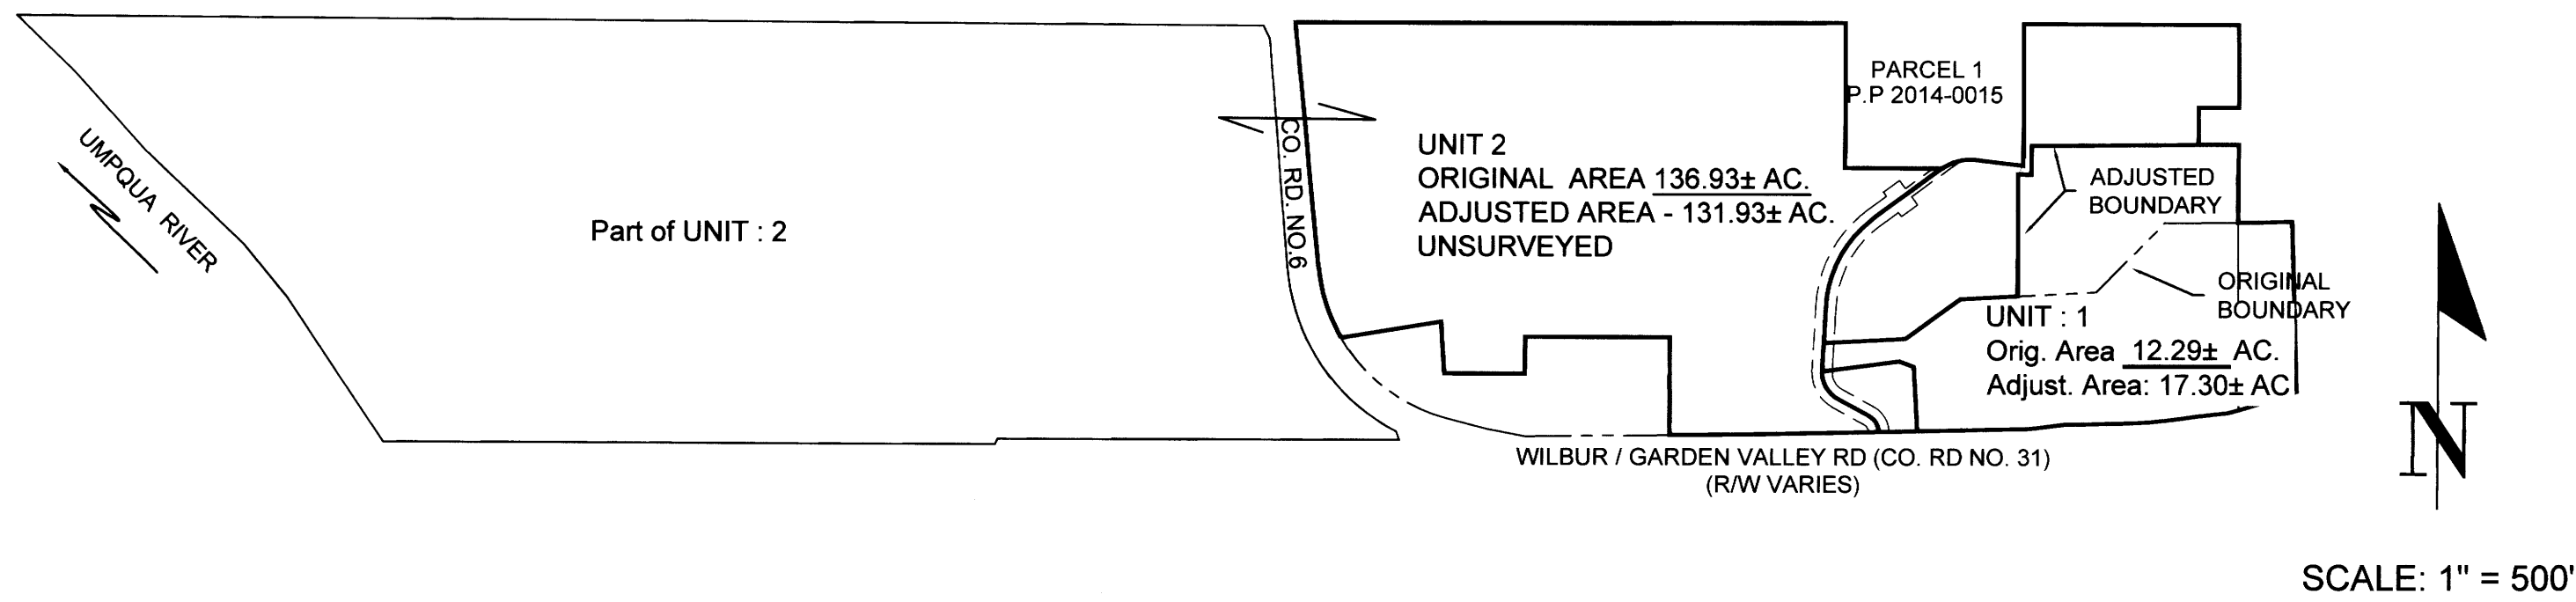 PARCEL 1
P.P 2014-0015
UMPQUA RIVER
Part of UNIT : 2
CO. RD. NO.6
UNIT 2
ORIGINAL AREA 136.93± AC.
ADJUSTED AREA - 131.93± AC.
UNSURVEYED
ADJUSTED
BOUNDARY
ORIGINAL
BOUNDARY
UNIT : 1
Orig. Area 12.29± AC.
Adjust. Area: 17.30± AC
WILBUR / GARDEN VALLEY RD (CO. RD NO. 31)
(R/W VARIES)
N
SCALE: 1" = 500'